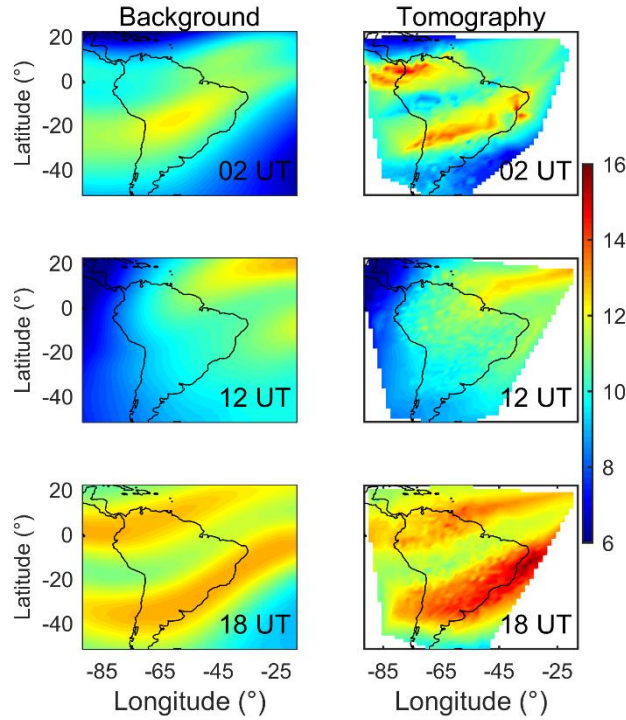 Background Tomography
20
0
-20
-40
Latitude (°)
02 UT
02 UT
20
0
-20
-40
Latitude (°)
12 UT
12 UT
20
0
-20
-40
Latitude (°)
18 UT
18 UT
-85 -65 -45 -25
-85 -65 -45 -25
Longitude (°)
Longitude (°)
16
14
12
10
8
6